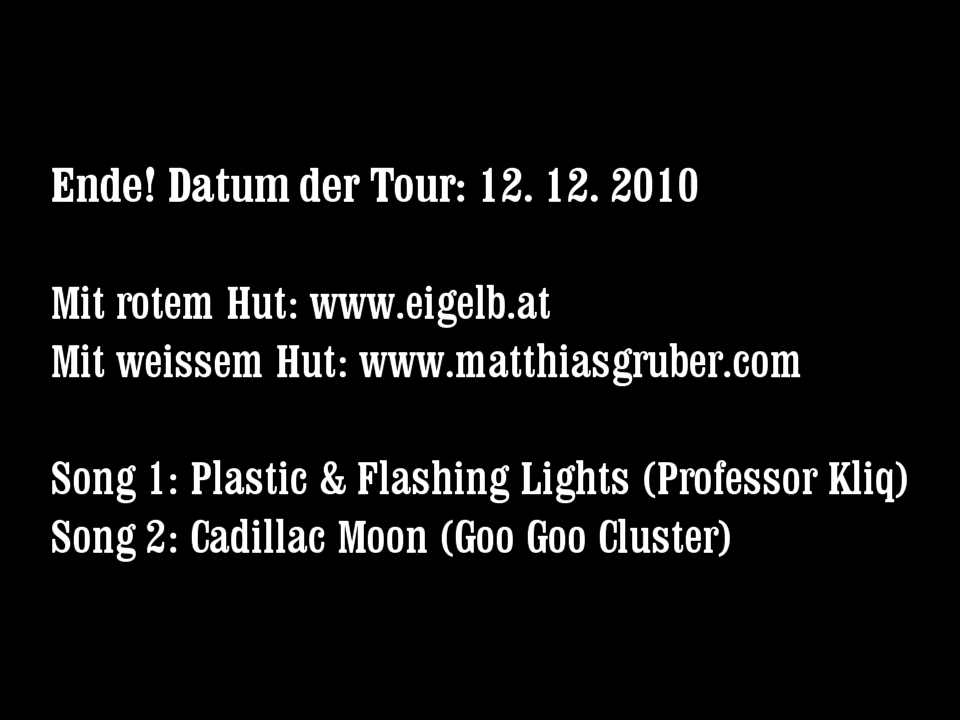 Ende! Datum der Tour: 12. 12. 2010
Mit rotem Hut: www.eigelb.at
Mit weissem Hut: www.matthiasgruber.com
Song 1: Plastic & Flashing Lights (Professor Kliq)
Song 2: Cadillac Moon (Goo Goo Cluster)